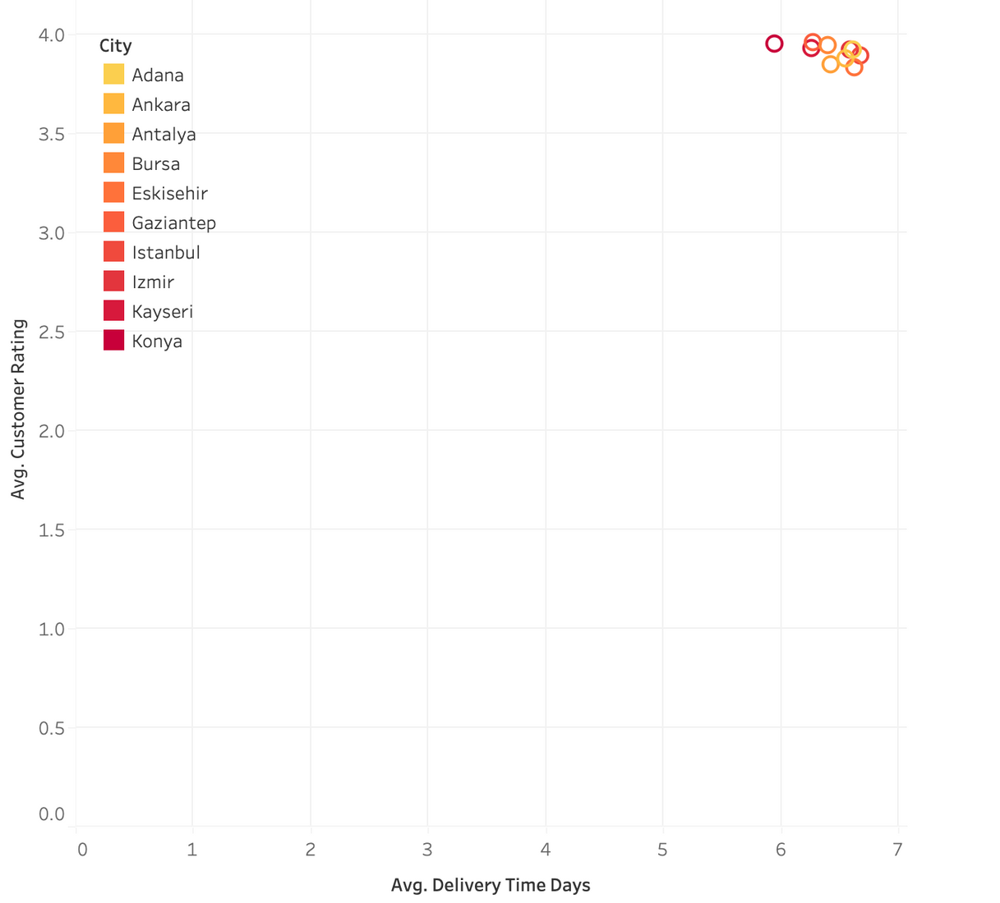 City
Adana
Ankara
Antalya
Bursa
Eskisehir
Gaziantep
Istanbul
Izmir
Kayseri
Konya
4.0
3.5
3.0
2.5
2.0
1.5
1.0
0.5
0.0
Avg. Customer Rating
0 1 2 3 4 5 6 7
Avg. Delivery Time Days